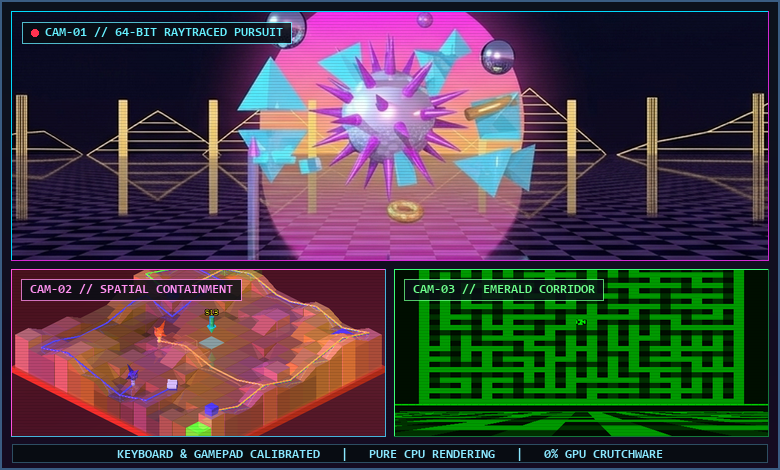 CAM-01 // 64-BIT RAYTRACED PURSUIT
CAM-02 // SPATIAL CONTAINMENT
CAM-03 // EMERALD CORRIDOR
KEYBOARD & GAMEPAD CALIBRATED | PURE CPU RENDERING | 0% GPU CRUTCHWARE